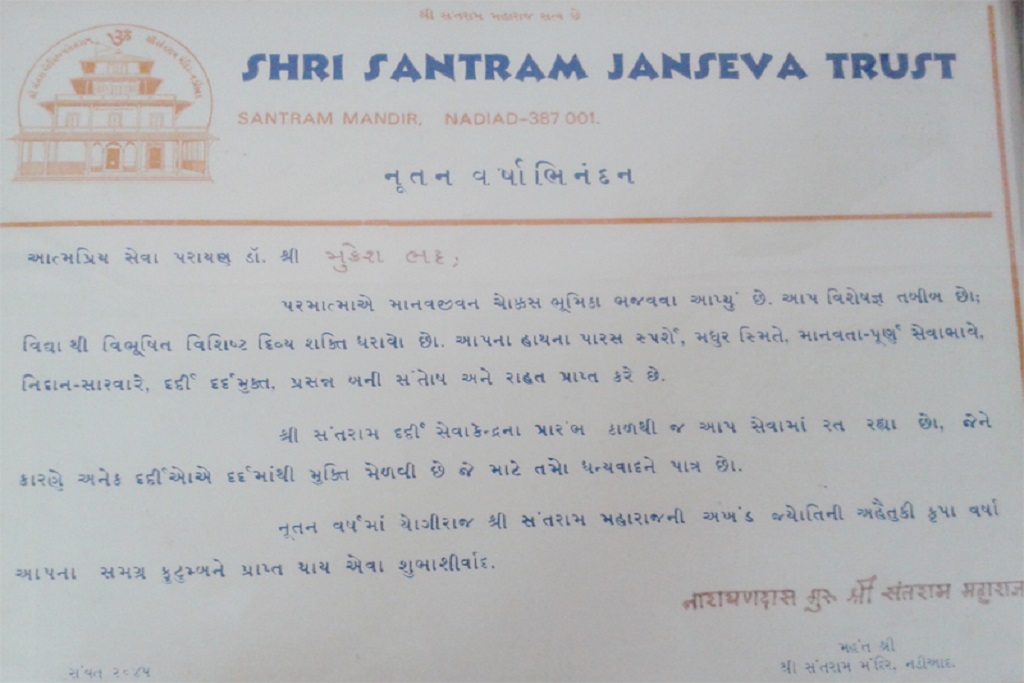 શ્રી સંતરામ મહારાજ સત્ય છે
SHRI SANTRAM JANSEVA TRUST
SANTRAM MANDIR, NADIAD-387 001.
નૂતન વર્ષાભિનંદન
આત્મપ્રિય સેવા પરાયણ ડૉ. શ્રી મુકેશ ભટ્ટ;
પરમાત્માએ માનવજીવન ચોક્કસ ભૂમિકા ભજવવા આપ્યું છે. આપ વિશેષજ્ઞ તબીબ છો;
વિદ્યા થી વિભૂષિત વિશિષ્ટ દિવ્ય શક્તિ ધરાવો છો. આપના હાથના પારસ સ્પર્શે, મધુર સ્મિતે, માનવતા-પૂર્ણ સેવાભાવે,
નિદાન-સારવારે, દર્દી દર્દમુક્ત, પ્રસન્ન બની સંતોષ અને રાહત પ્રાપ્ત કરે છે.
શ્રી સંતરામ દર્દી સેવાકેન્દ્રના પ્રારંભ કાળથી જ આપ સેવામાં રત રહ્યા છો, જેને
કારણે અનેક દર્દીઓએ દર્દમાંથી મુક્તિ મેળવી છે જે માટે તમો ધન્યવાદને પાત્ર છો.
નૂતન વર્ષમાં યોગીરાજ શ્રી સંતરામ મહારાજની અખંડ જ્યોતિની અહૈતુકી કૃપા વર્ષા
આપના સમગ્ર કુટુમ્બને પ્રાપ્ત થાય એવા શુભાશીર્વાદ.
નારાયણદાસ ગુરુ શ્રી સંતરામ મહારાજ
મહંત શ્રી
શ્રી સંતરામ મંદિર, નડીઆદ.
સંવત ૨૦૪૫